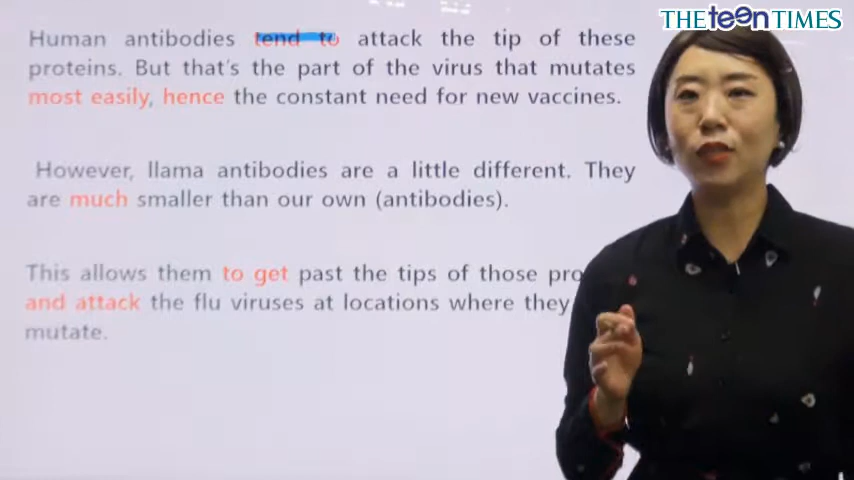 THE teen TIMES
Human antibodies tend to attack the tip of these
proteins. But that's the part of the virus that mutates
most easily, hence the constant need for new vaccines.
However, llama antibodies are a little different. They
are much smaller than our own (antibodies).
This allows them to get past the tips of those
and attack the flu viruses at locations where they
mutate.